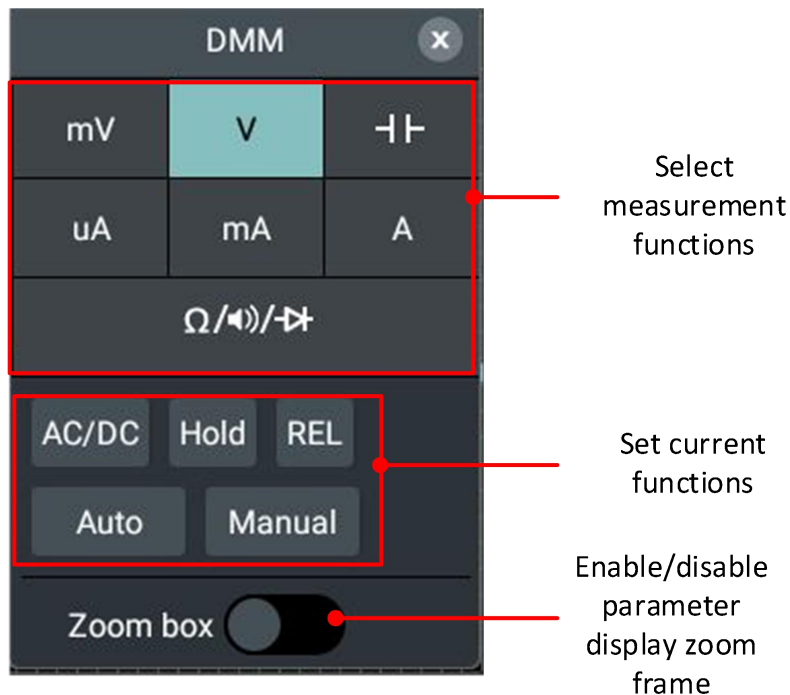 DMM
mV V
uA mA A
Ω/ /
AC/DC Hold REL
Auto Manual
Zoom box
Select
measurement
functions
Set current
functions
Enable/disable
parameter
display zoom
frame